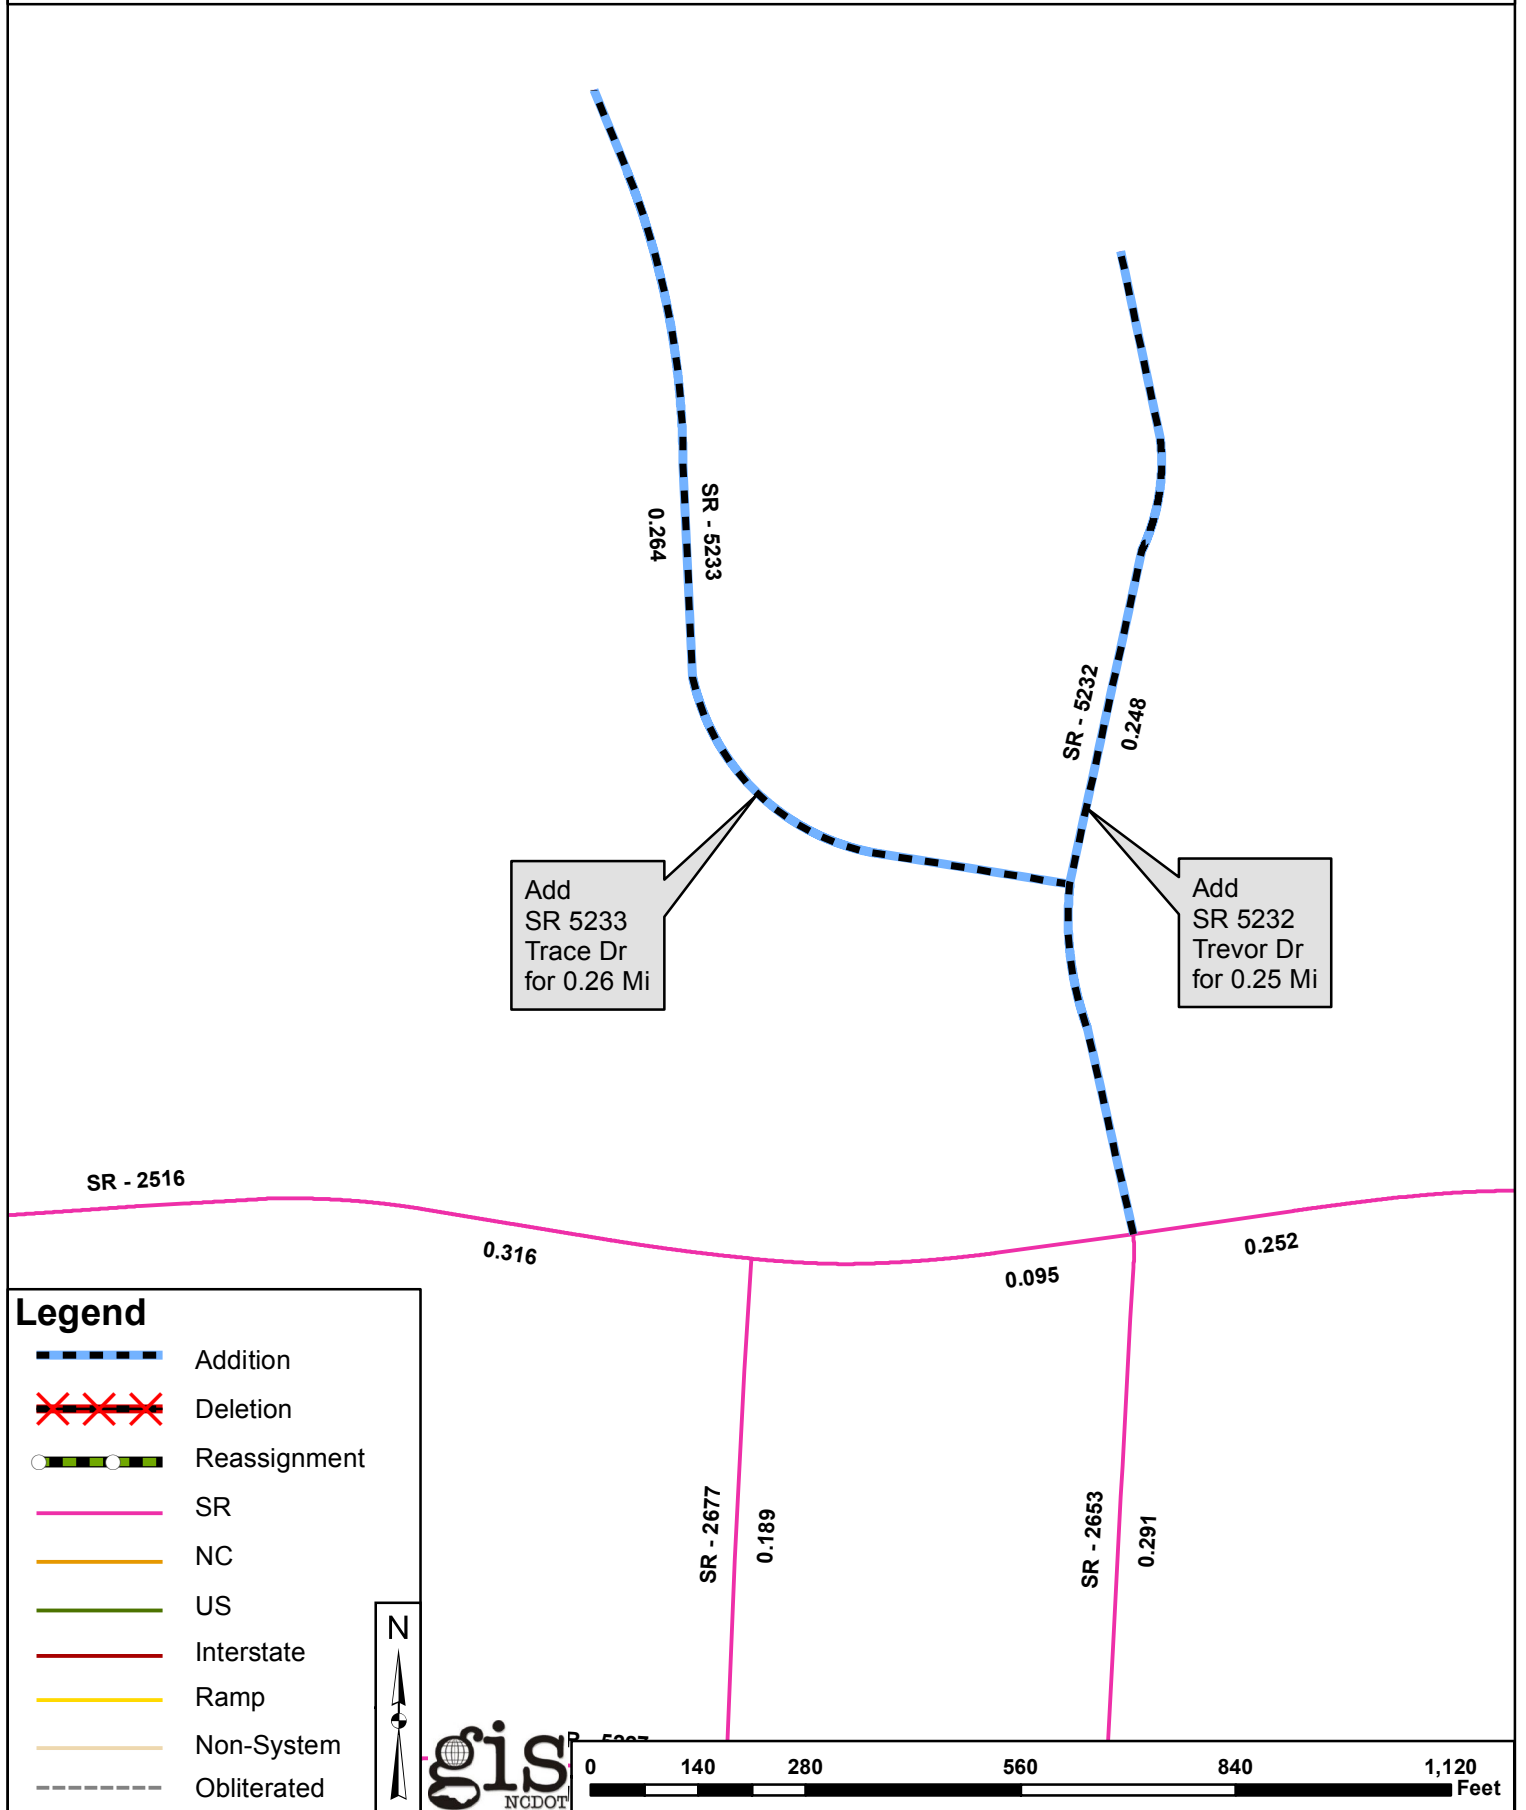 SR - 5233
0.264
SR - 5232
0.248
Add
SR 5233
Trace Dr
for 0.26 Mi
Add
SR 5232
Trevor Dr
for 0.25 Mi
SR - 2516
0.316
0.095
0.252
SR - 2677
0.189
SR - 2653
0.291
Legend
Addition
Deletion
Reassignment
SR
NC
US
Interstate
Ramp
Non-System
Obliterated
N
gis
NCDOT
0 140 280 560 840 1,120
Feet